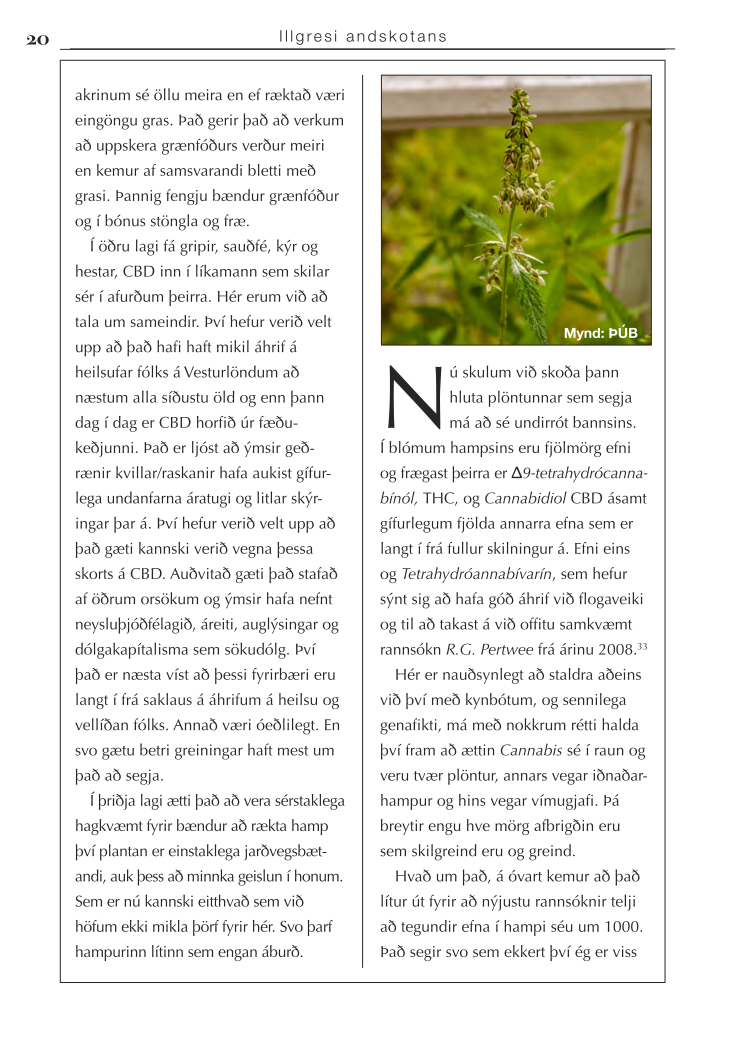 20
Illgresi andskotans
akrinum sé öllu meira en ef ræktað væri
eingöngu gras. Það gerir það að verkum
að uppskera grænfóðurs verður meiri
en kemur af samsvarandi bletti með
grasi. Þannig fengju bændur grænfóður
og í bónus stöngla og fræ.
Í öðru lagi fá gripir, sauðfé, kýr og
hestar, CBD inn í líkamann sem skilar
sér í afurðum þeirra. Hér erum við að
tala um sameindir. Því hefur verið velt
upp að það hafi haft mikil áhrif á
heilsufar fólks á Vesturlöndum að
næstum alla síðustu öld og enn þann
dag í dag er CBD horfið úr fæðu-
keðjunni. Það er ljóst að ýmsir geð-
rænir kvillar/raskanir hafa aukist gífur-
lega undanfarna áratugi og litlar skýr-
ingar þar á. Því hefur verið velt upp að
það gæti kannski verið vegna þessa
skorts á CBD. Auðvitað gæti það stafað
af öðrum orsökum og ýmsir hafa nefnt
neysluþjóðfélagið, áreiti, auglýsingar og
dólgakapítalisma sem sökudólg. Því
það er næsta víst að þessi fyrirbæri eru
langt í frá saklaus á áhrifum á heilsu og
vellíðan fólks. Annað væri óeðlilegt. En
svo gætu betri greiningar haft mest um
það að segja.
Í þriðja lagi ætti það að vera sérstaklega
hagkvæmt fyrir bændur að rækta hamp
því plantan er einstaklega jarðvegsbæt-
andi, auk þess að minnka geislun í honum.
Sem er nú kannski eitthvað sem við
höfum ekki mikla þörf fyrir hér. Svo þarf
hampurinn lítinn sem engan áburð.
Mynd: ÞÚB
Nú skulum við skoða þann
hluta plöntunnar sem segja
má að sé undirrót bannsins.
Í blómum hampsins eru fjölmörg efni
og frægast þeirra er Δ9-tetrahydrócanna-
bínól, THC, og Cannabidiol CBD ásamt
gífurlegum fjölda annarra efna sem er
langt í frá fullur skilningur á. Efni eins
og Tetrahydróannabívarín, sem hefur
sýnt sig að hafa góð áhrif við flogaveiki
og til að takast á við offitu samkvæmt
rannsókn R.G. Pertwee frá árinu 2008.³³
Hér er nauðsynlegt að staldra aðeins
við því með kynbótum, og sennilega
genafikti, má með nokkrum rétti halda
því fram að ættin Cannabis sé í raun og
veru tvær plöntur, annars vegar iðnaðar-
hampur og hins vegar vímugjafi. Þá
breytir engu hve mörg afbrigðin eru
sem skilgreind eru og greind.
Hvað um það, á óvart kemur að það
lítur út fyrir að nýjustu rannsóknir telji
að tegundir efna í hampi séu um 1000.
Það segir svo sem ekkert því ég er viss